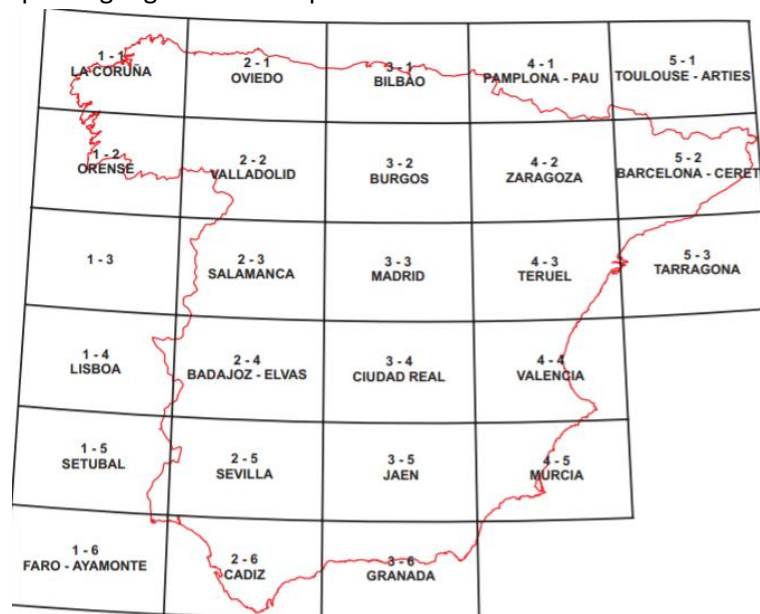 1 - 1
LA CORUÑA
2 - 1
OVIEDO
3 - 1
BILBAO
4 - 1
PAMPLONA - PAU
5 - 1
TOULOUSE - ARTIES
1 - 2
ORENSE
2 - 2
VALLADOLID
3 - 2
BURGOS
4 - 2
ZARAGOZA
5 - 2
BARCELONA - CERET
1 - 3
2 - 3
SALAMANCA
3 - 3
MADRID
4 - 3
TERUEL
5 - 3
TARRAGONA
1 - 4
LISBOA
2 - 4
BADAJOZ - ELVAS
3 - 4
CIUDAD REAL
4 - 4
VALENCIA
1 - 5
SETUBAL
2 - 5
SEVILLA
3 - 5
JAEN
4 - 5
MURCIA
1 - 6
FARO - AYAMONTE
2 - 6
CADIZ
3 - 6
GRANADA